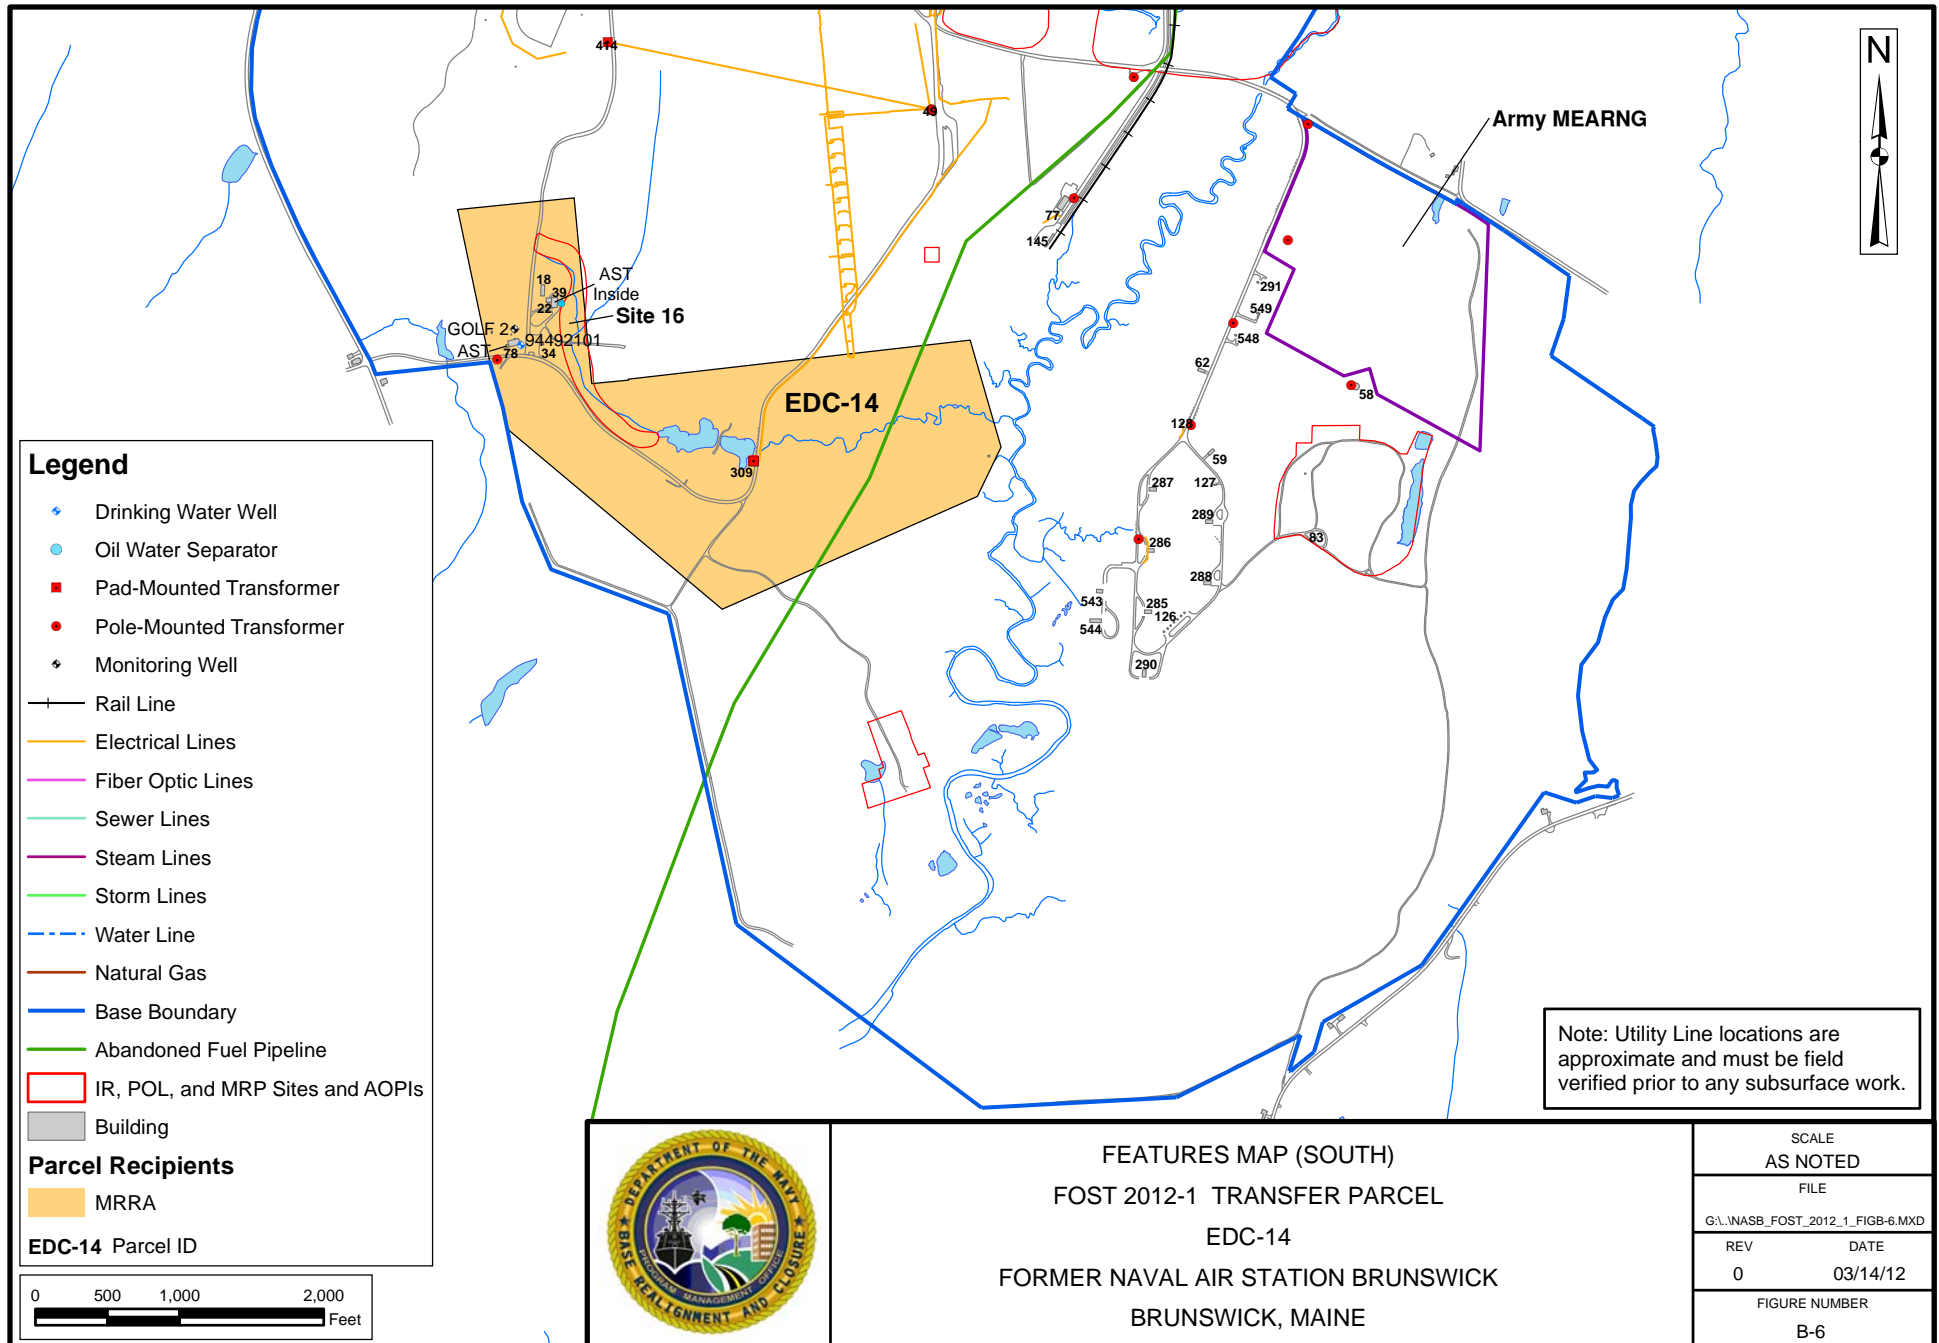 414
49
Army MEARNG
N
77
145
18
39
AST
Inside
22
Site 16
GOLF 2
94492101
AST
78
34
291
549
548
62
58
EDC-14
128
59
309
287
127
289
286
83
288
543
285
126
544
290
Legend
Drinking Water Well
Oil Water Separator
Pad-Mounted Transformer
Pole-Mounted Transformer
Monitoring Well
Rail Line
Electrical Lines
Fiber Optic Lines
Sewer Lines
Steam Lines
Storm Lines
Water Line
Natural Gas
Base Boundary
Abandoned Fuel Pipeline
IR, POL, and MRP Sites and AOPIs
Building
Parcel Recipients
MRRA
EDC-14 Parcel ID
0 500 1,000 2,000
Feet
Note: Utility Line locations are
approximate and must be field
verified prior to any subsurface work.
DEPARTMENT OF THE NAVY
BASE REALIGNMENT AND CLOSURE
PROGRAM MANAGEMENT OFFICE
FEATURES MAP (SOUTH)
FOST 2012-1 TRANSFER PARCEL
EDC-14
FORMER NAVAL AIR STATION BRUNSWICK
BRUNSWICK, MAINE
SCALE
AS NOTED
FILE
G:\..\NASB_FOST_2012_1_FIGB-6.MXD
REV DATE
0 03/14/12
FIGURE NUMBER
B-6